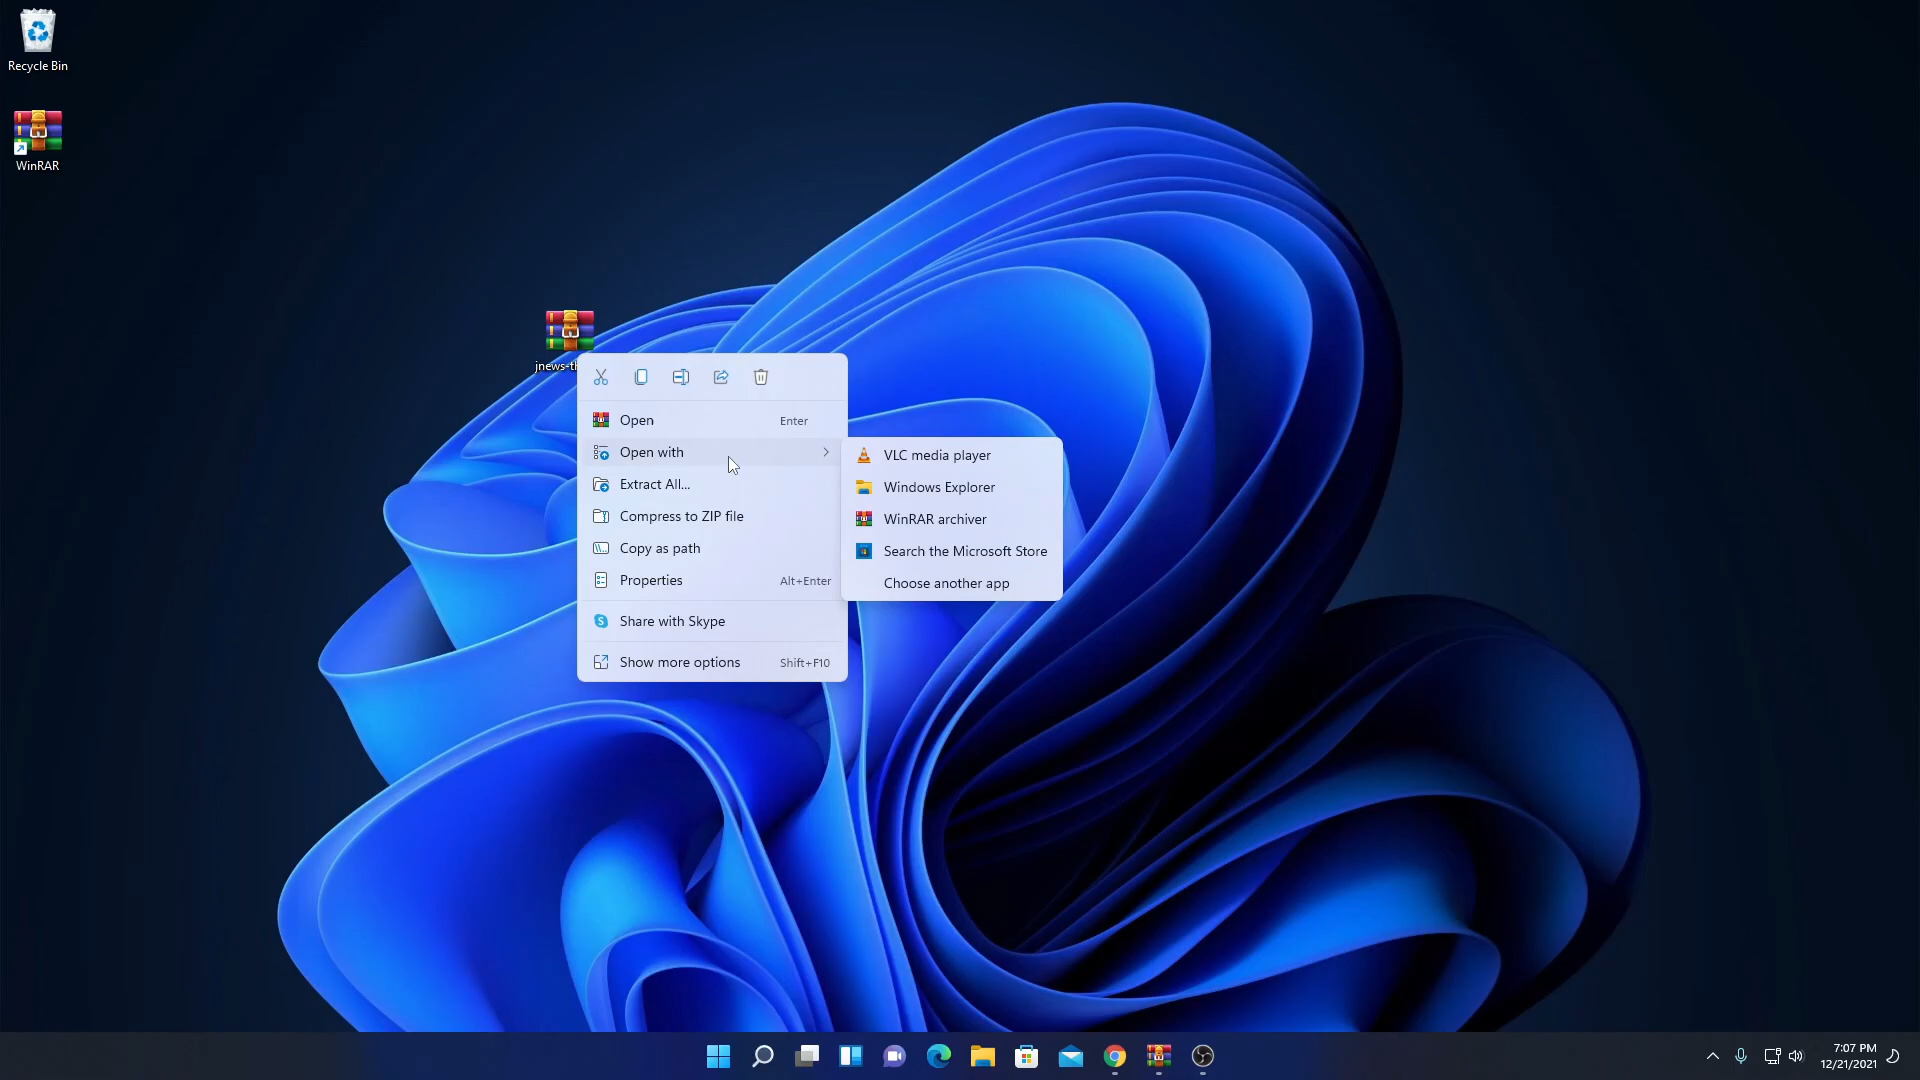 Recycle Bin
WinRAR
Open Enter
Open with
Extract All...
Compress to ZIP file
Copy as path
Properties Alt+Enter
Share with Skype
Show more options Shift+F10
VLC media player
Windows Explorer
WinRAR archiver
Search the Microsoft Store
Choose another app
7:07 PM
12/21/2021